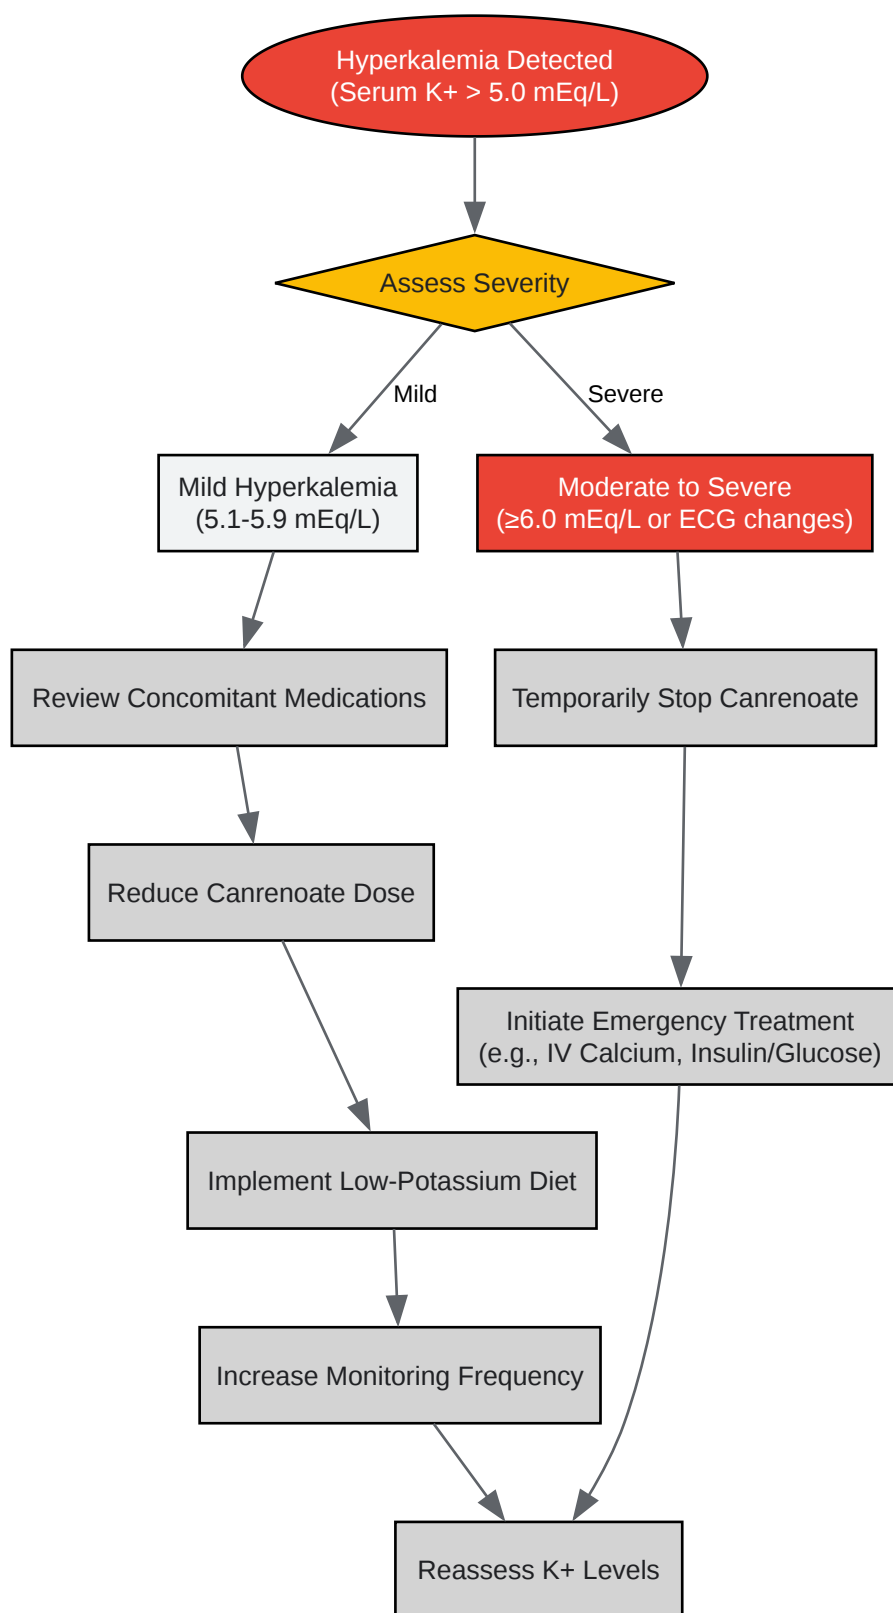 Hyperkalemia Detected
(Serum K+ > 5.0 mEq/L)
Assess Severity
Mild
Severe
Mild Hyperkalemia
(5.1-5.9 mEq/L)
Moderate to Severe
(≥6.0 mEq/L or ECG changes)
Review Concomitant Medications
Temporarily Stop Canrenoate
Reduce Canrenoate Dose
Initiate Emergency Treatment
(e.g., IV Calcium, Insulin/Glucose)
Implement Low-Potassium Diet
Increase Monitoring Frequency
Reassess K+ Levels